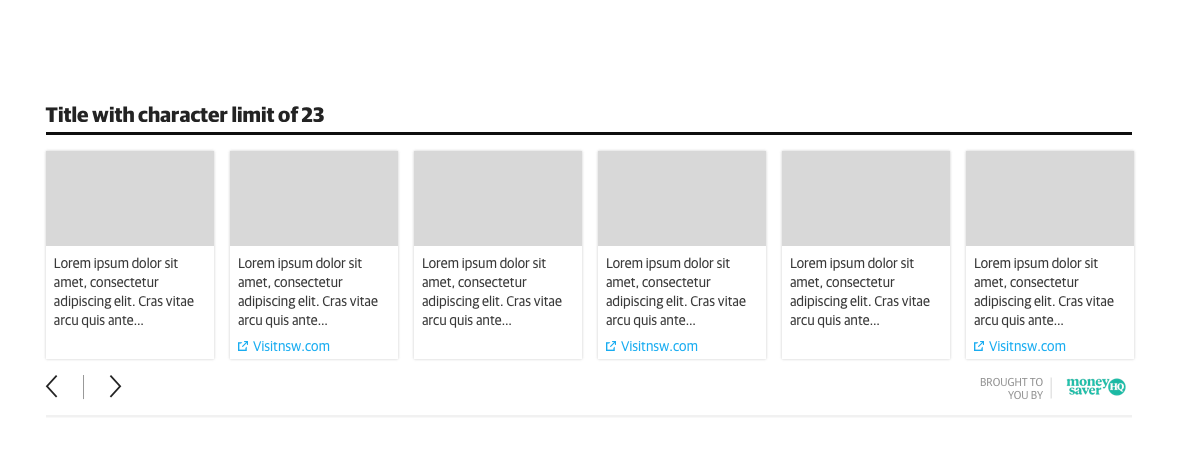 Title with character limit of 23
Lorem ipsum dolor sit
amet, consectetur
adipiscing elit. Cras vitae
arcu quis ante...
Lorem ipsum dolor sit
amet, consectetur
adipiscing elit. Cras vitae
arcu quis ante...
Visitnsw.com
Lorem ipsum dolor sit
amet, consectetur
adipiscing elit. Cras vitae
arcu quis ante...
Lorem ipsum dolor sit
amet, consectetur
adipiscing elit. Cras vitae
arcu quis ante...
Visitnsw.com
Lorem ipsum dolor sit
amet, consectetur
adipiscing elit. Cras vitae
arcu quis ante...
Lorem ipsum dolor sit
amet, consectetur
adipiscing elit. Cras vitae
arcu quis ante...
Visitnsw.com
BROUGHT TO
YOU BY
money
saver HQ